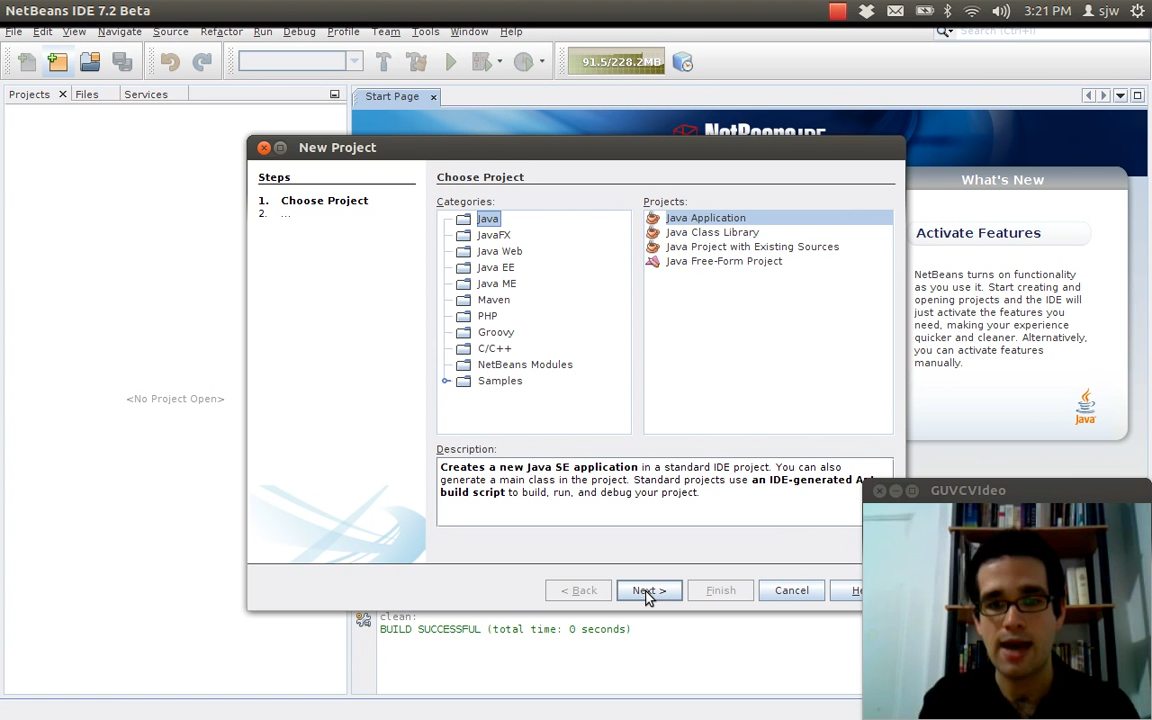 NetBeans IDE 7.2 Beta
3:21 PM
sjw
File Edit View Navigate Source Refactor Run Debug Profile Team Tools Window Help
Search (Ctrl+I)
91.5/228.2MB
Projects Files Services
Start Page
NetBeans IDE
<No Project Open>
New Project
Steps
1. Choose Project
2. ...
Choose Project
Categories:
Java
JavaFX
Java Web
Java EE
Java ME
Maven
PHP
Groovy
C/C++
NetBeans Modules
Samples
Projects:
Java Application
Java Class Library
Java Project with Existing Sources
Java Free-Form Project
Description:
Creates a new Java SE application in a standard IDE project. You can also
generate a main class in the project. Standard projects use an IDE-generated
build script to build, run, and debug your project.
< Back Next > Finish Cancel
What's New
Activate Features
NetBeans turns on functionality
as you use it. Start creating and
opening projects and the IDE will
just activate the features you
need, making your experience
quicker and cleaner. Alternatively,
you can activate features
manually.
Java
GUVCVIdeo
clean:
BUILD SUCCESSFUL (total time: 0 seconds)